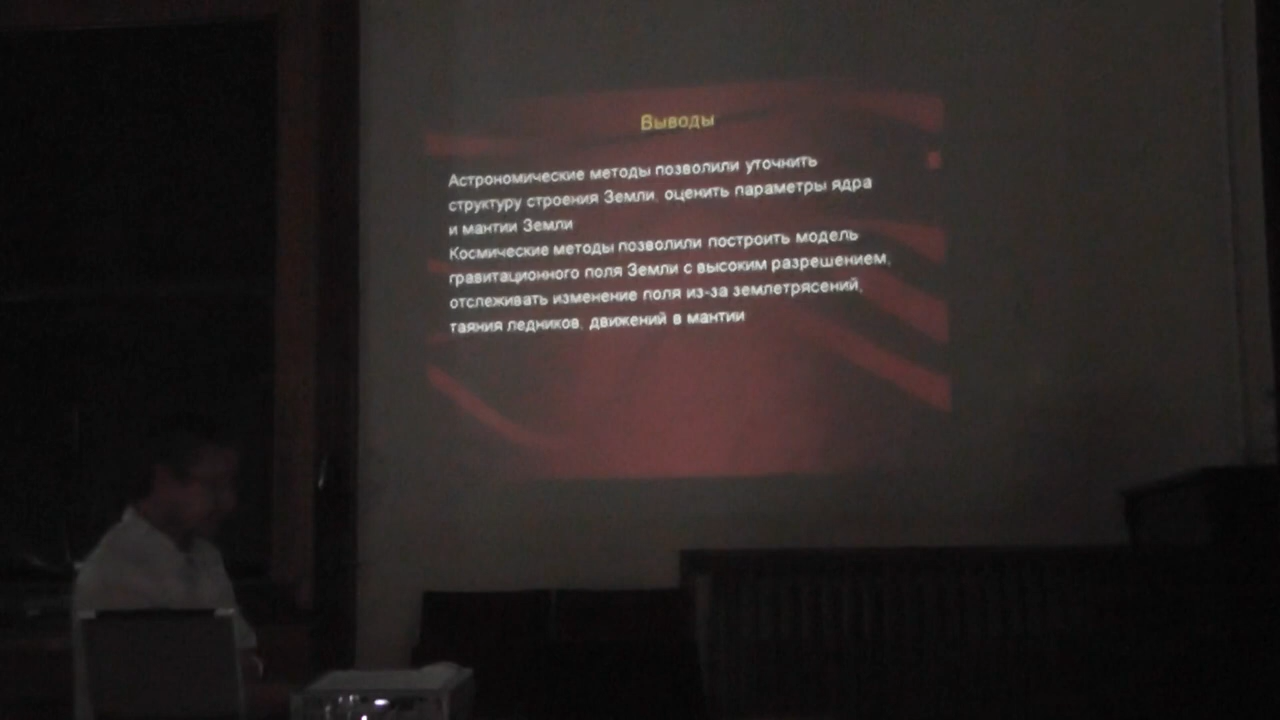 Выводы
Астрономические методы позволили уточнить
структуру строения Земли, оценить параметры ядра
и мантии Земли
Космические методы позволили построить модель
гравитационного поля Земли с высоким разрешением,
отслеживать изменение поля из-за землетрясений,
таяния ледников, движений в мантии